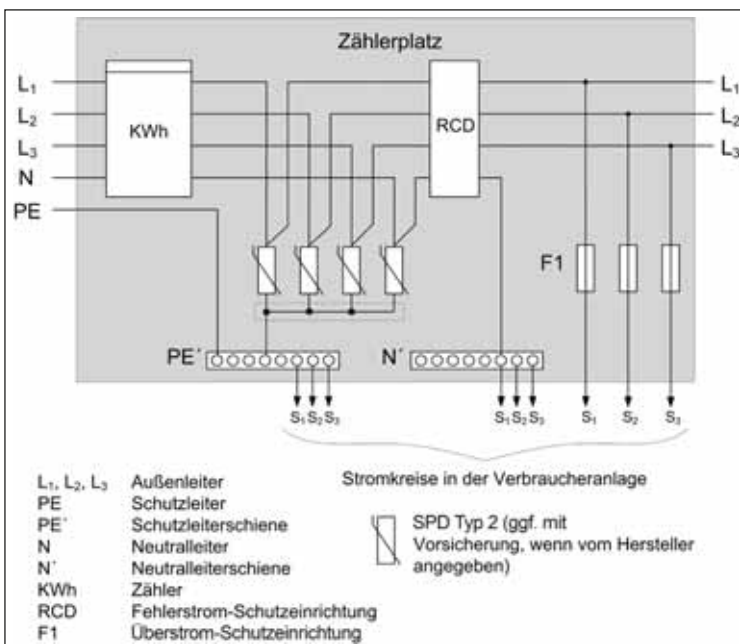 Zählerplatz
L₁
L₂
L₃
N
PE
KWh
RCD
L₁
L₂
L₃
F1
PE´
N´
S₁ S₂ S₃
S₁ S₂ S₃
S₁ S₂ S₃
Stromkreise in der Verbraucheranlage
L₁, L₂, L₃ Außenleiter
PE Schutzleiter
PE´ Schutzleiterschiene
N Neutralleiter
N´ Neutralleiterschiene
KWh Zähler
RCD Fehlerstrom-Schutzeinrichtung
F1 Überstrom-Schutzeinrichtung
SPD Typ 2 (ggf. mit
Vorsicherung, wenn vom Hersteller
angegeben)